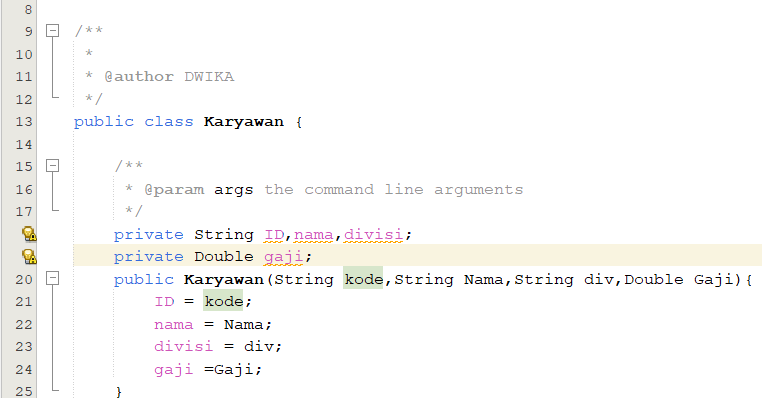 8
9 /**
10 *
11 * @author DWIKA
12 */
13 public class Karyawan {
14
15 /**
16 * @param args the command line arguments
17 */
private String ID,nama,divisi;
private Double gaji;
20 public Karyawan(String kode,String Nama,String div,Double Gaji){
21 ID = kode;
22 nama = Nama;
23 divisi = div;
24 gaji =Gaji;
25 }